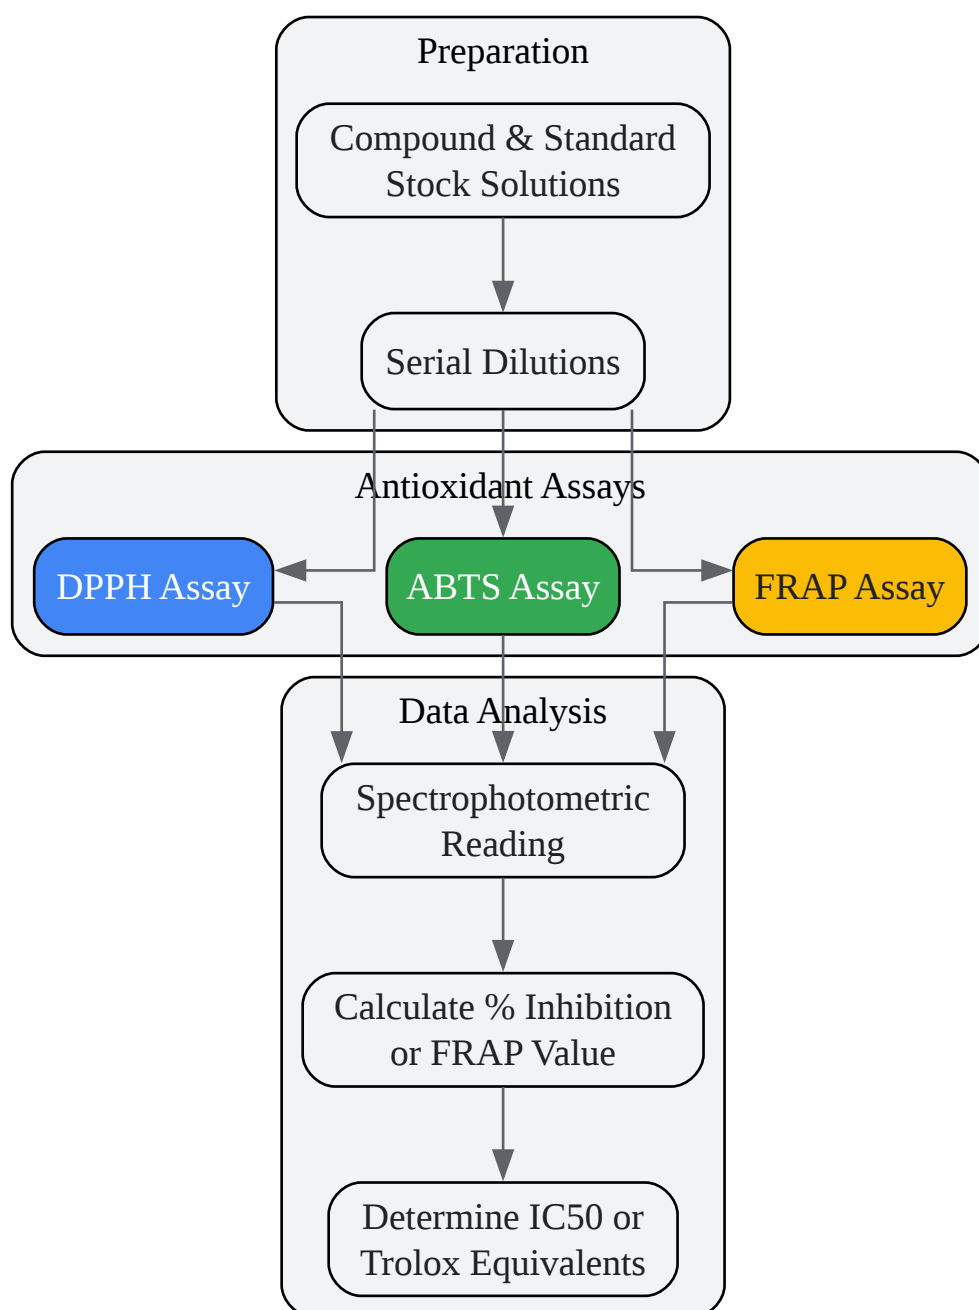 Preparation
Compound & Standard
Stock Solutions
Serial Dilutions
Antioxidant Assays
DPPH Assay
ABTS Assay
FRAP Assay
Data Analysis
Spectrophotometric
Reading
Calculate % Inhibition
or FRAP Value
Determine IC50 or
Trolox Equivalents